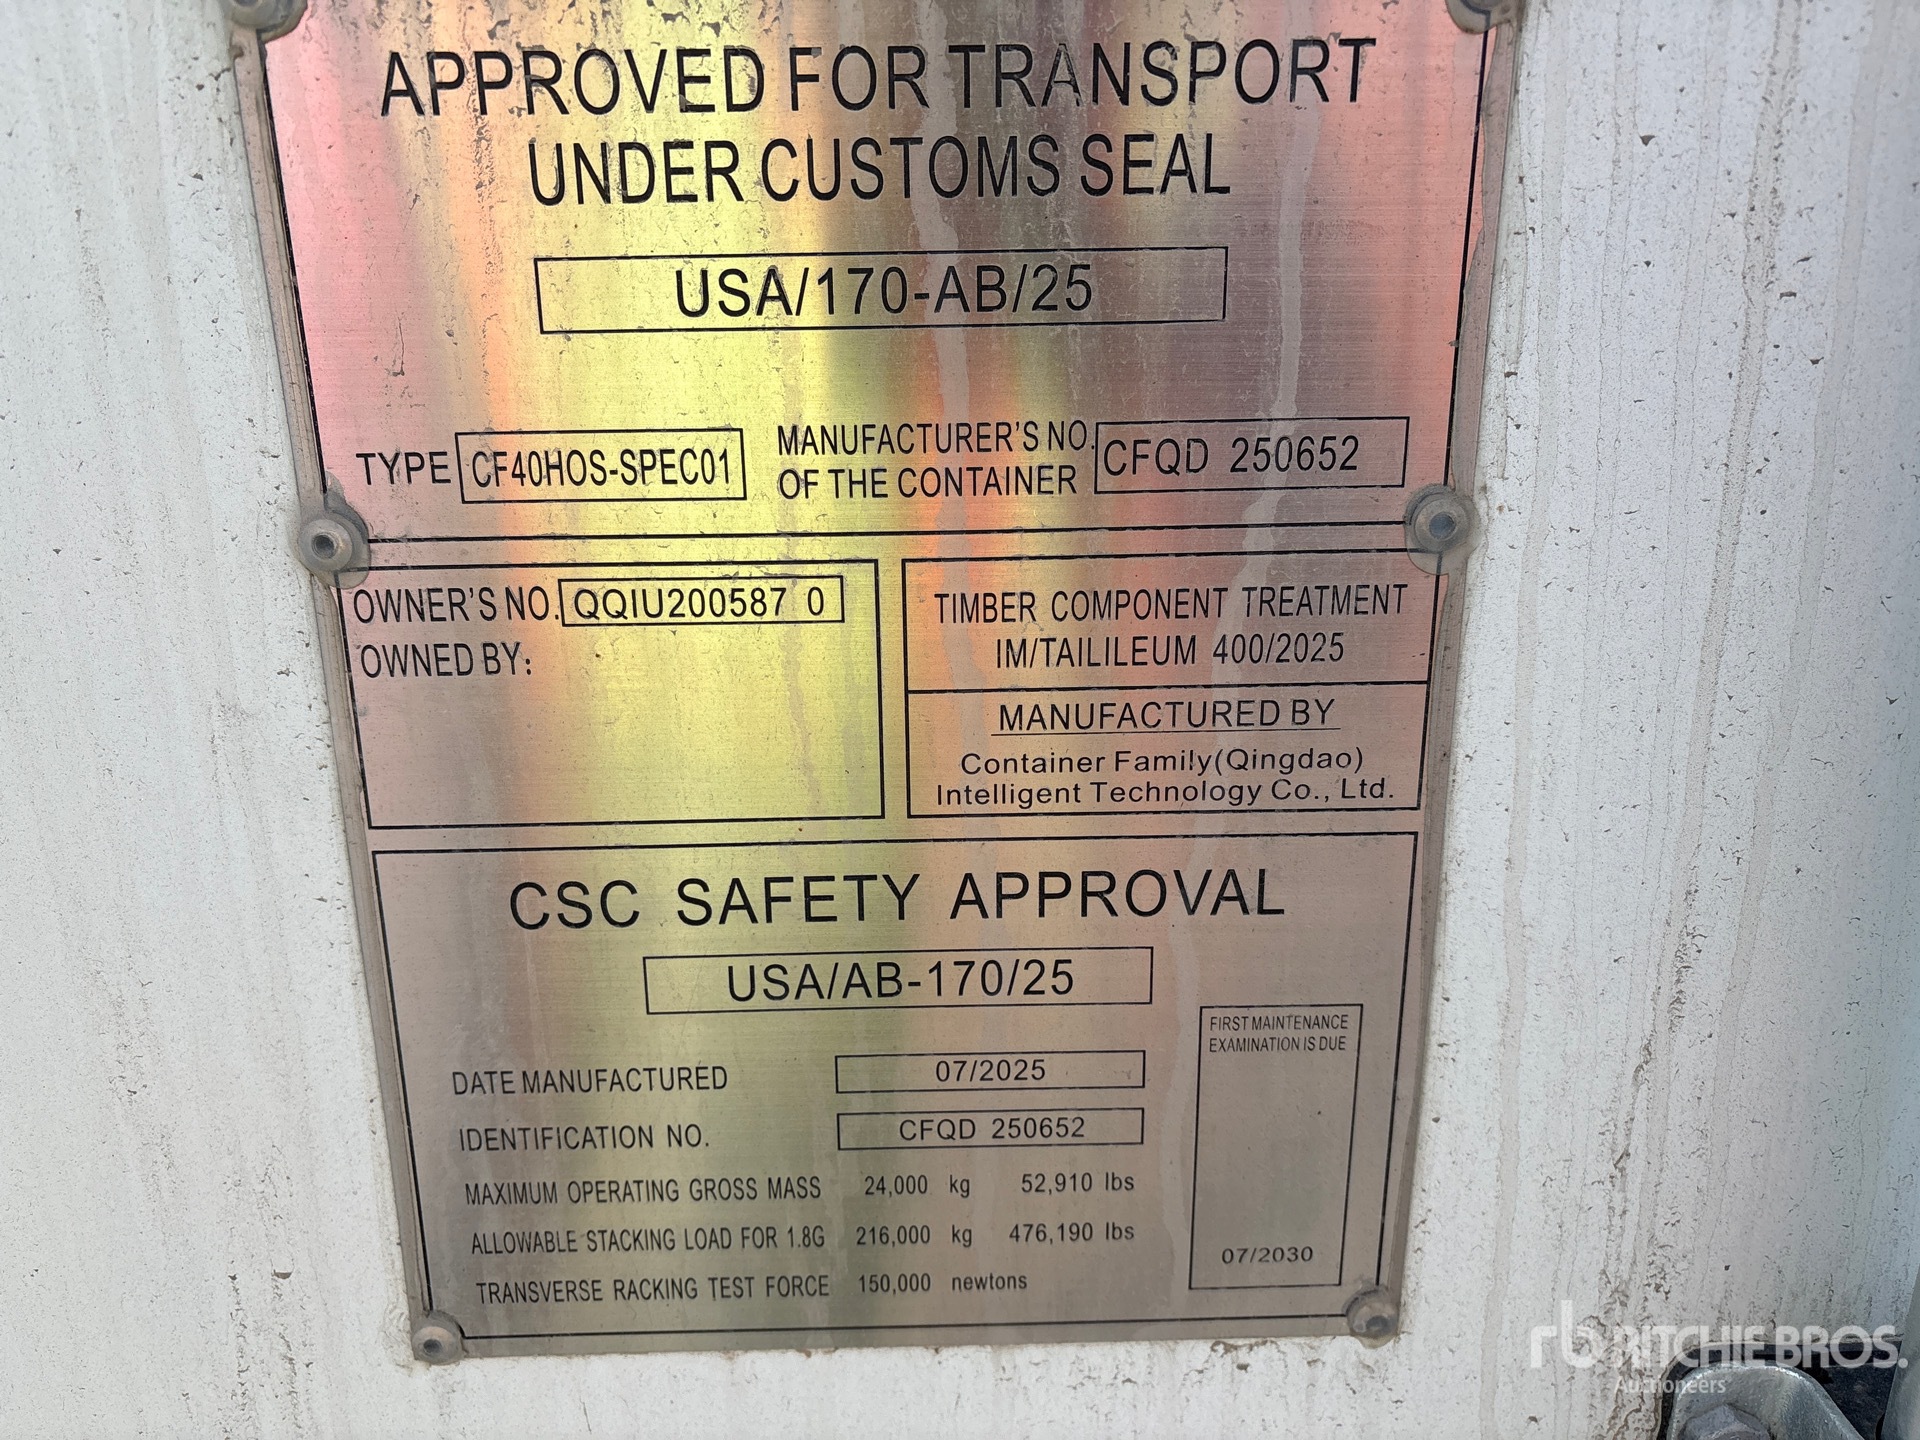 APPROVED FOR TRANSPORT
UNDER CUSTOMS SEAL
USA/170-AB/25
TYPE CF40HOS-SPEC01 MANUFACTURER'S NO. OF THE CONTAINER CFQD 250652
OWNER'S NO. QQIU200587 0
OWNED BY:
TIMBER COMPONENT TREATMENT
IM/TAILILEUM 400/2025
MANUFACTURED BY
Container Family(Qingdao)
Intelligent Technology Co., Ltd.
CSC SAFETY APPROVAL
USA/AB-170/25
DATE MANUFACTURED 07/2025
IDENTIFICATION NO. CFQD 250652
MAXIMUM OPERATING GROSS MASS 24,000 kg 52,910 lbs
ALLOWABLE STACKING LOAD FOR 1.8G 216,000 kg 476,190 lbs
TRANSVERSE RACKING TEST FORCE 150,000 newtons
FIRST MAINTENANCE
EXAMINATION IS DUE
07/2030
rb RITCHIE BROS.
Auctioneers